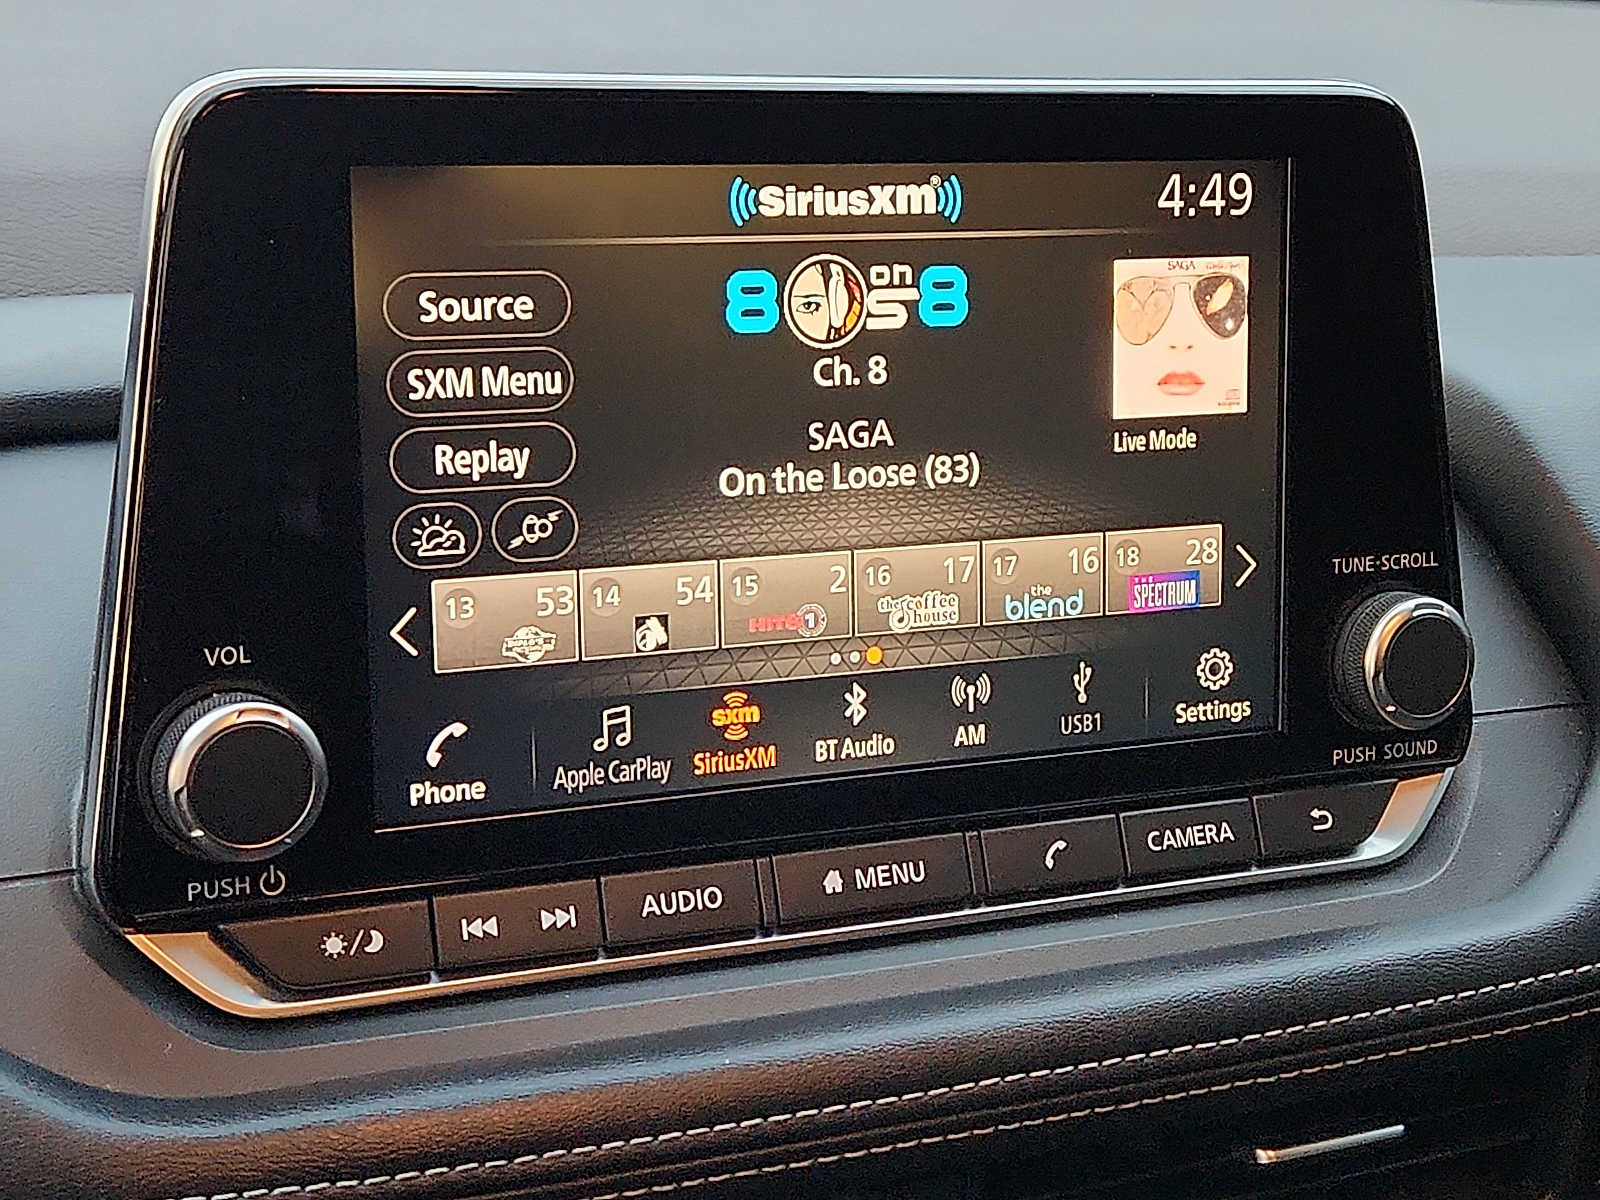 SiriusXM®
4:49
Source
SXM Menu
Replay
80s on 8
Ch. 8
SAGA
On the Loose (83)
SAGA
Live Mode
13 53
14 54
15 2 HITS 1
16 17 the coffee house
17 16 the blend
18 28 THE SPECTRUM
Phone
Apple CarPlay
sxm
SiriusXM
BT Audio
AM
USB1
Settings
VOL
PUSH
TUNE·SCROLL
PUSH SOUND
AUDIO
MENU
CAMERA